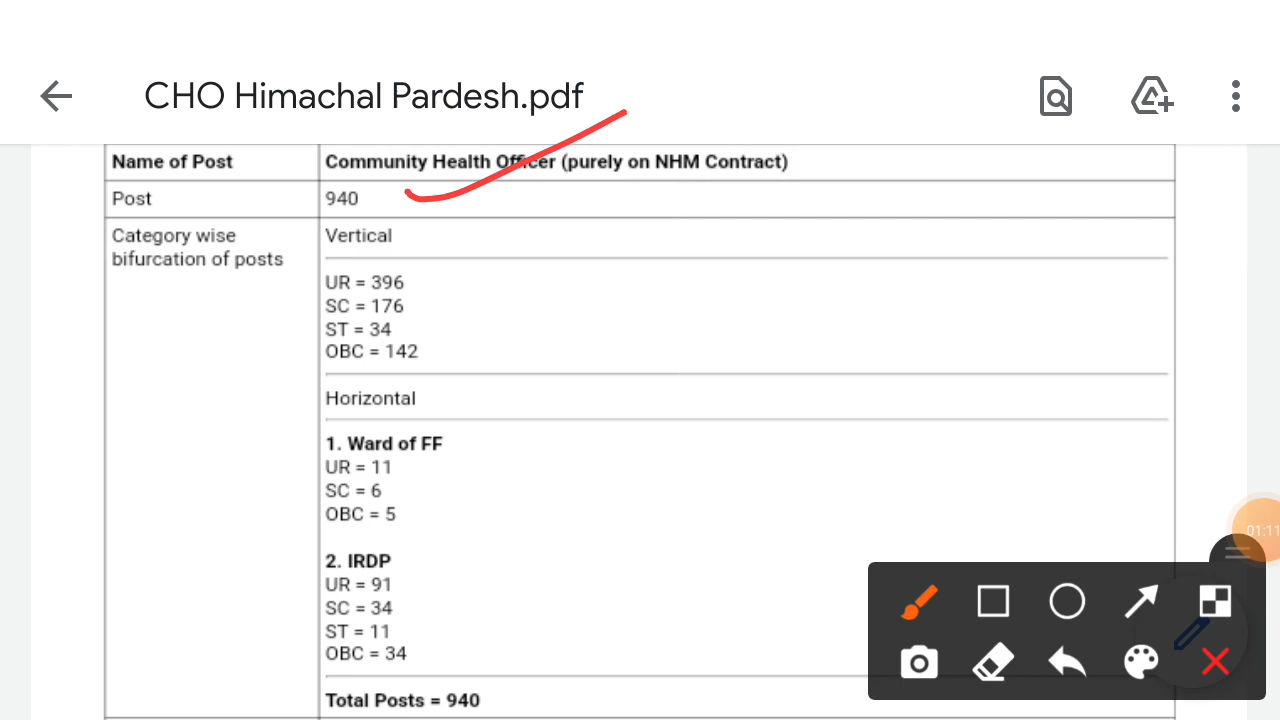 CHO Himachal Pardesh.pdf
Name of Post
Community Health Officer (purely on NHM Contract)
Post
940
Category wise
bifurcation of posts
Vertical
UR = 396
SC = 176
ST = 34
OBC = 142
Horizontal
1. Ward of FF
UR = 11
SC = 6
OBC = 5
2. IRDP
UR = 91
SC = 34
ST = 11
OBC = 34
Total Posts = 940
01:11